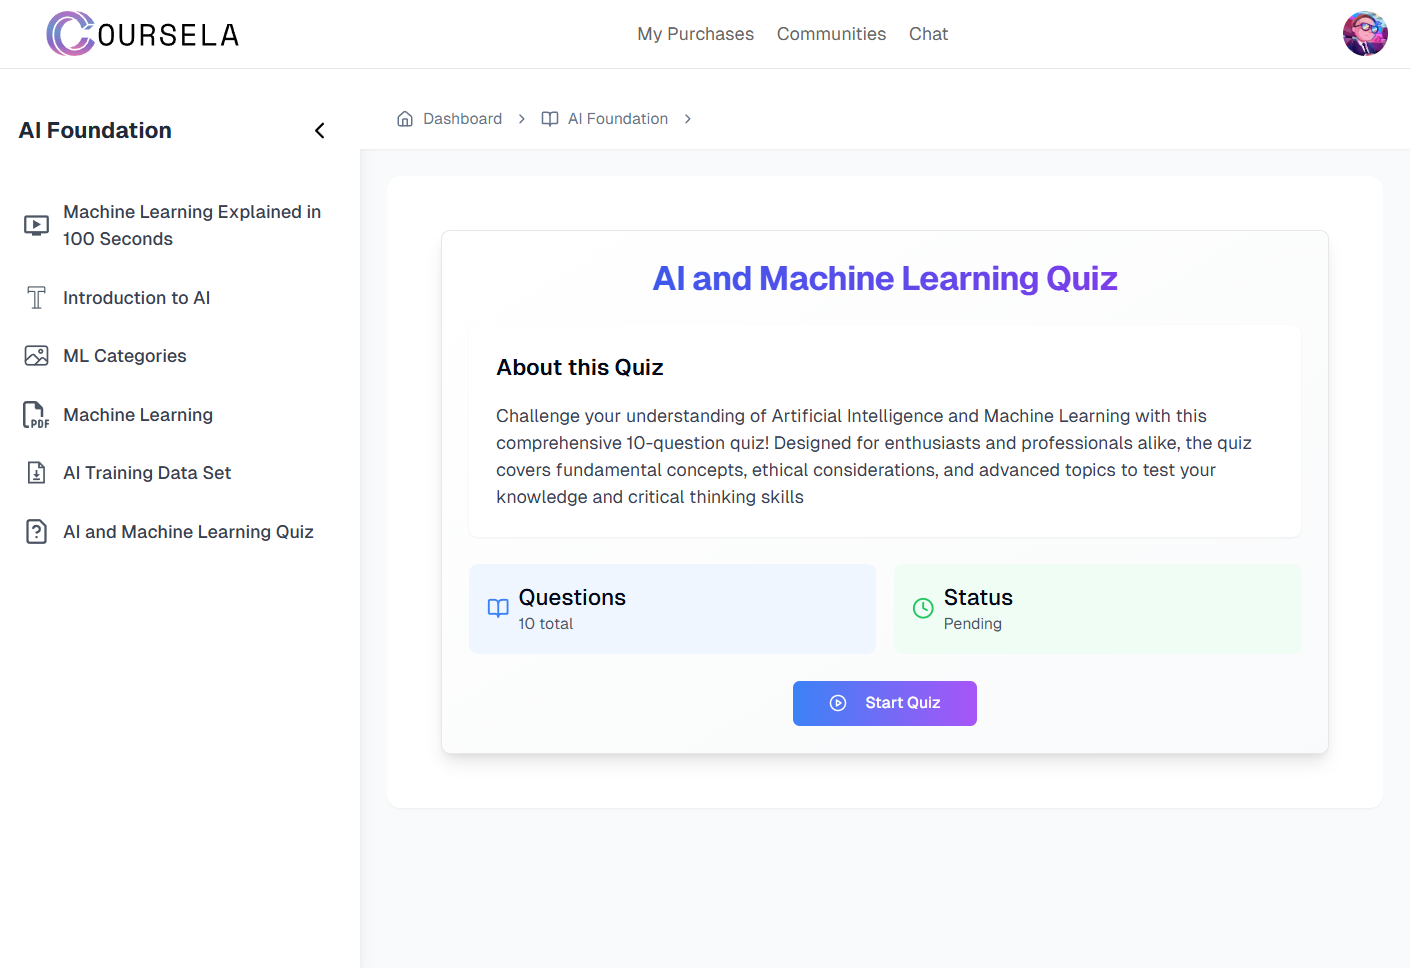 COURSELA
My Purchases
Communities
Chat
AI Foundation
Machine Learning Explained in
100 Seconds
Introduction to AI
ML Categories
PDF
Machine Learning
AI Training Data Set
AI and Machine Learning Quiz
Dashboard
AI Foundation
AI and Machine Learning Quiz
About this Quiz
Challenge your understanding of Artificial Intelligence and Machine Learning with this
comprehensive 10-question quiz! Designed for enthusiasts and professionals alike, the quiz
covers fundamental concepts, ethical considerations, and advanced topics to test your
knowledge and critical thinking skills
Questions
10 total
Status
Pending
Start Quiz